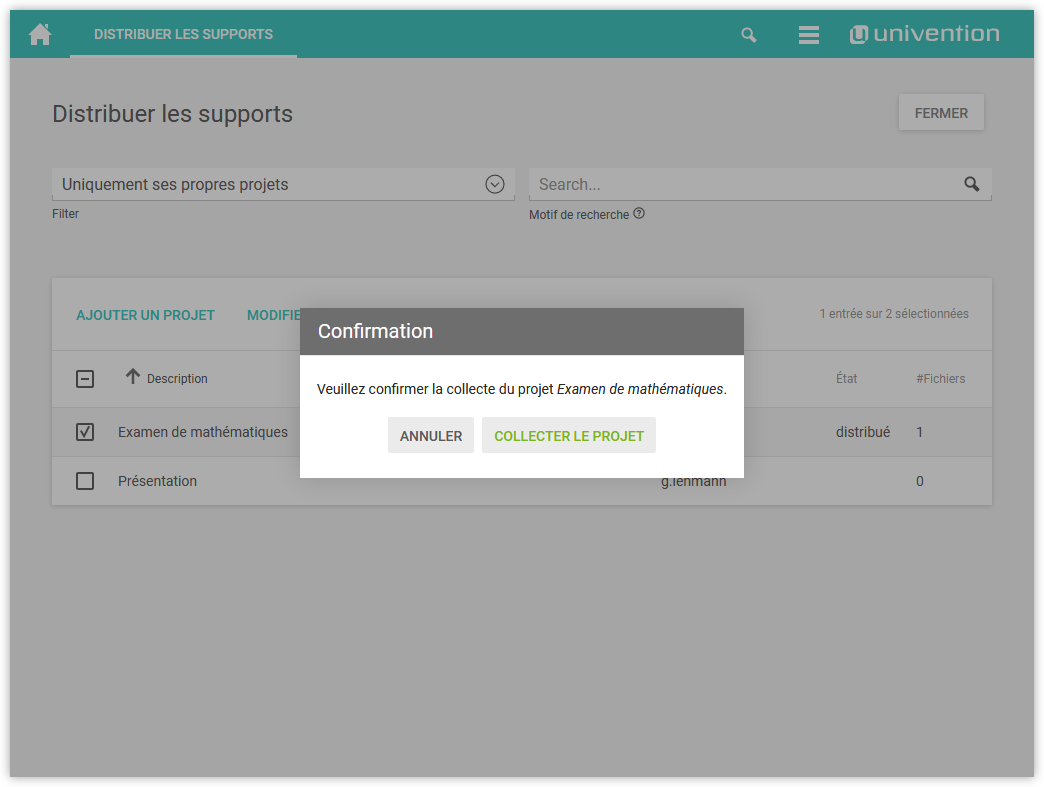 DISTRIBUER LES SUPPORTS
univention
Distribuer les supports
FERMER
Uniquement ses propres projets
Search...
Filter
Motif de recherche
AJOUTER UN PROJET
1 entrée sur 2 sélectionnées
Confirmation
Description
État
#Fichiers
Veuillez confirmer la collecte du projet Examen de mathématiques.
Examen de mathématiques
distribué
1
ANNULER
COLLECTER LE PROJET
Présentation
g.lehmann
0